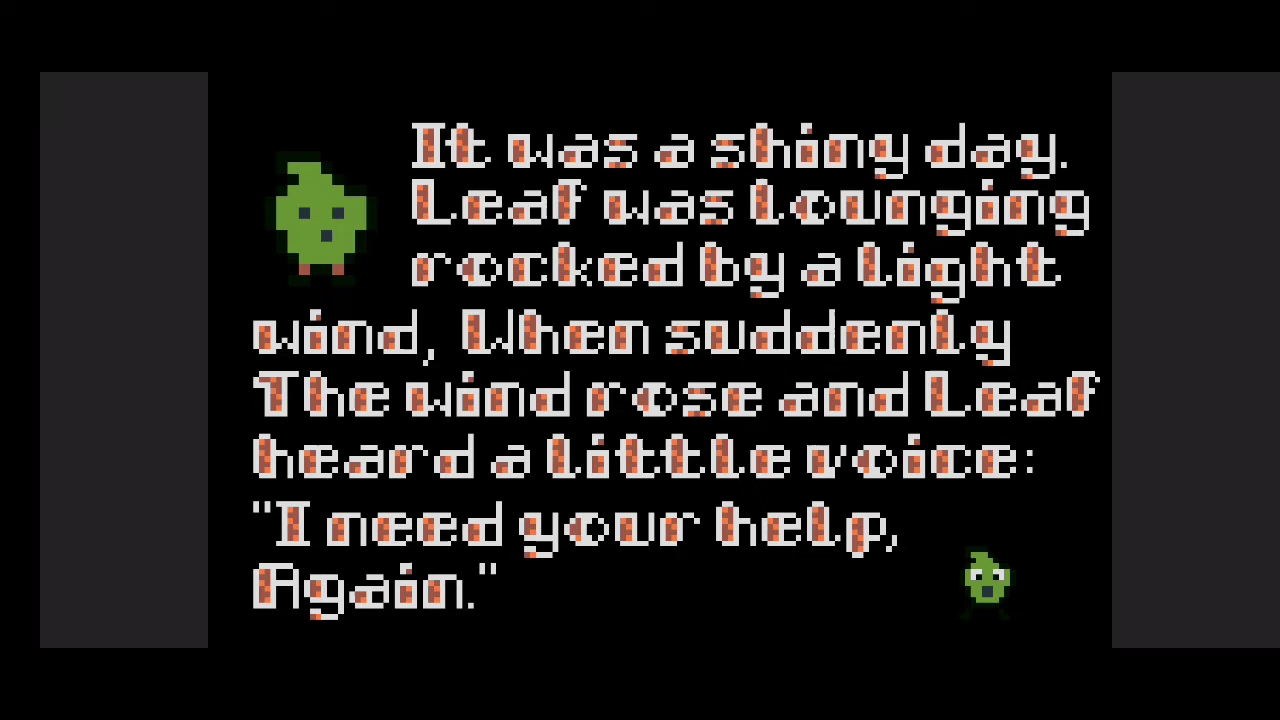 It was a shiny day.
Leaf was lounging
rocked by a light
wind, When suddenly
The wind rose and Leaf
heard a little voice:
"I need your help,
Again."